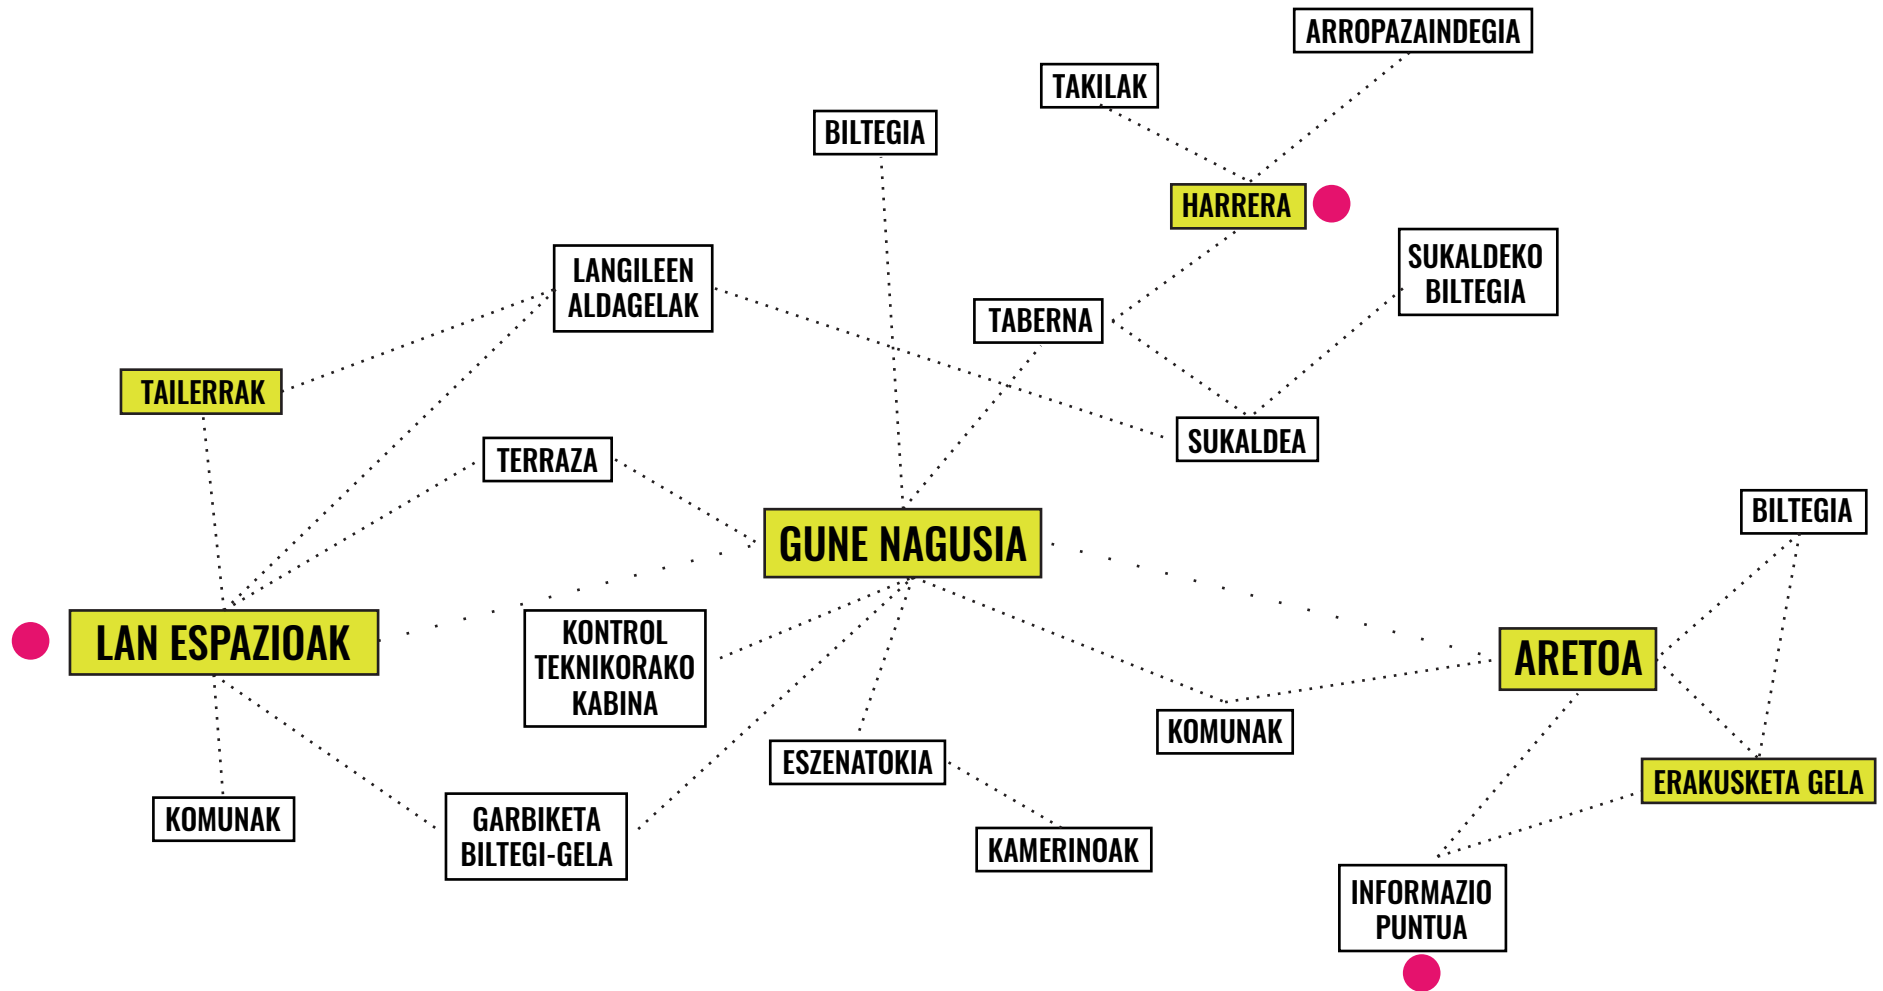 ARROPAZAINDEGIA
TAKILAK
BILTEGIA
HARRERA
SUKALDEKO
BILTEGIA
LANGILEEN
ALDAGELAK
TABERNA
TAILERRAK
SUKALDEA
TERRAZA
BILTEGIA
GUNE NAGUSIA
LAN ESPAZIOAK
KONTROL
TEKNIKORAKO
KABINA
ARETOA
KOMUNAK
ESZENATOKIA
ERAKUSKETA GELA
KOMUNAK
GARBIKETA
BILTEGI-GELA
KAMERINOAK
INFORMAZIO
PUNTUA